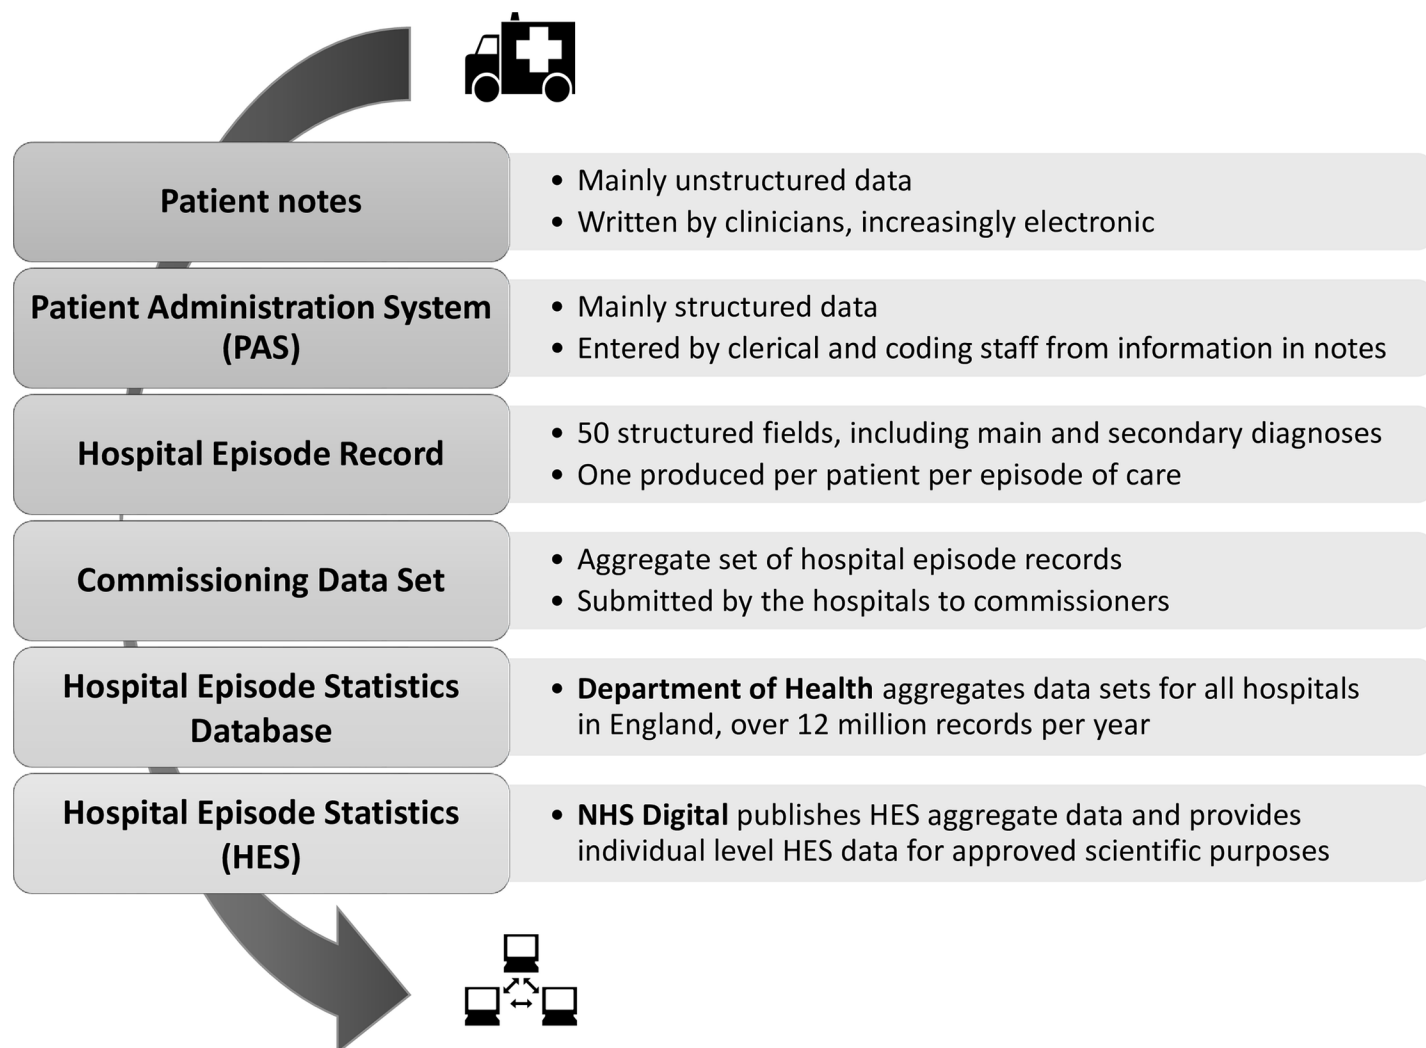 Patient notes
• Mainly unstructured data
• Written by clinicians, increasingly electronic
Patient Administration System
(PAS)
• Mainly structured data
• Entered by clerical and coding staff from information in notes
Hospital Episode Record
• 50 structured fields, including main and secondary diagnoses
• One produced per patient per episode of care
Commissioning Data Set
• Aggregate set of hospital episode records
• Submitted by the hospitals to commissioners
Hospital Episode Statistics
Database
• Department of Health aggregates data sets for all hospitals
in England, over 12 million records per year
Hospital Episode Statistics
(HES)
• NHS Digital publishes HES aggregate data and provides
individual level HES data for approved scientific purposes